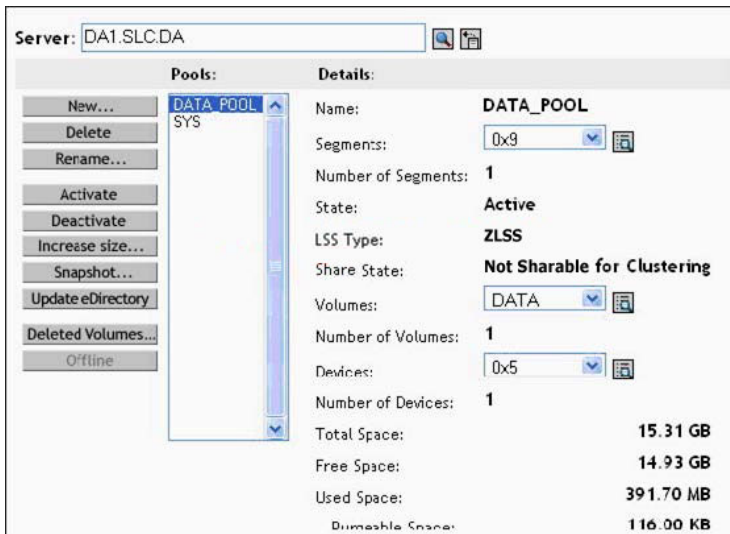 Server: DA1.SLC.DA
Pools: Details:
New...
Delete
Rename...
Activate
Deactivate
Increase size...
Snapshot...
Update eDirectory
Deleted Volumes...
Offline
DATA_POOL
SYS
Name: DATA_POOL
Segments: 0x9
Number of Segments: 1
State: Active
LSS Type: ZLSS
Share State: Not Sharable for Clustering
Volumes: DATA
Number of Volumes: 1
Devices: 0x5
Number of Devices: 1
Total Space: 15.31 GB
Free Space: 14.93 GB
Used Space: 391.70 MB
Purgeable Space: 116.00 KB